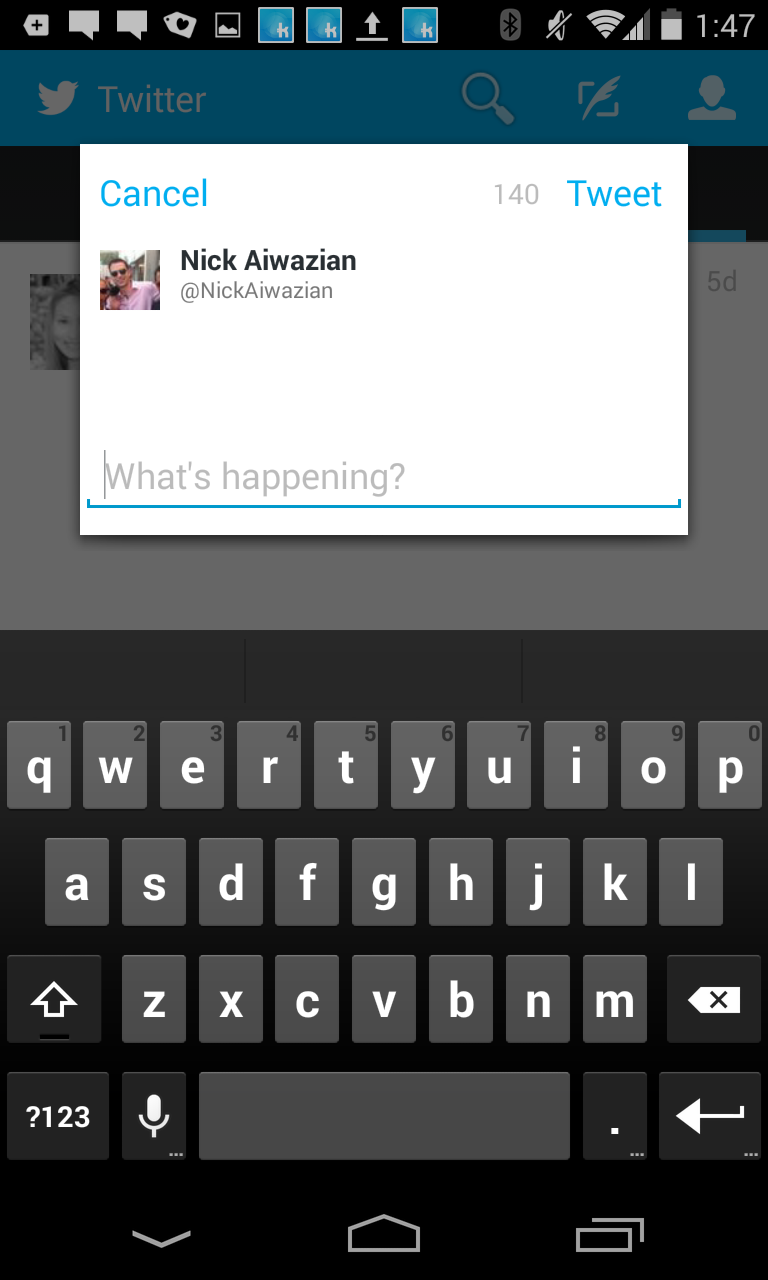 1:47
Twitter
Cancel 140 Tweet
Nick Aiwazian
@NickAiwazian
5d
What's happening?
1 2 3 4 5 6 7 8 9 0
q w e r t y u i o p
a s d f g h j k l
z x c v b n m
?123 .